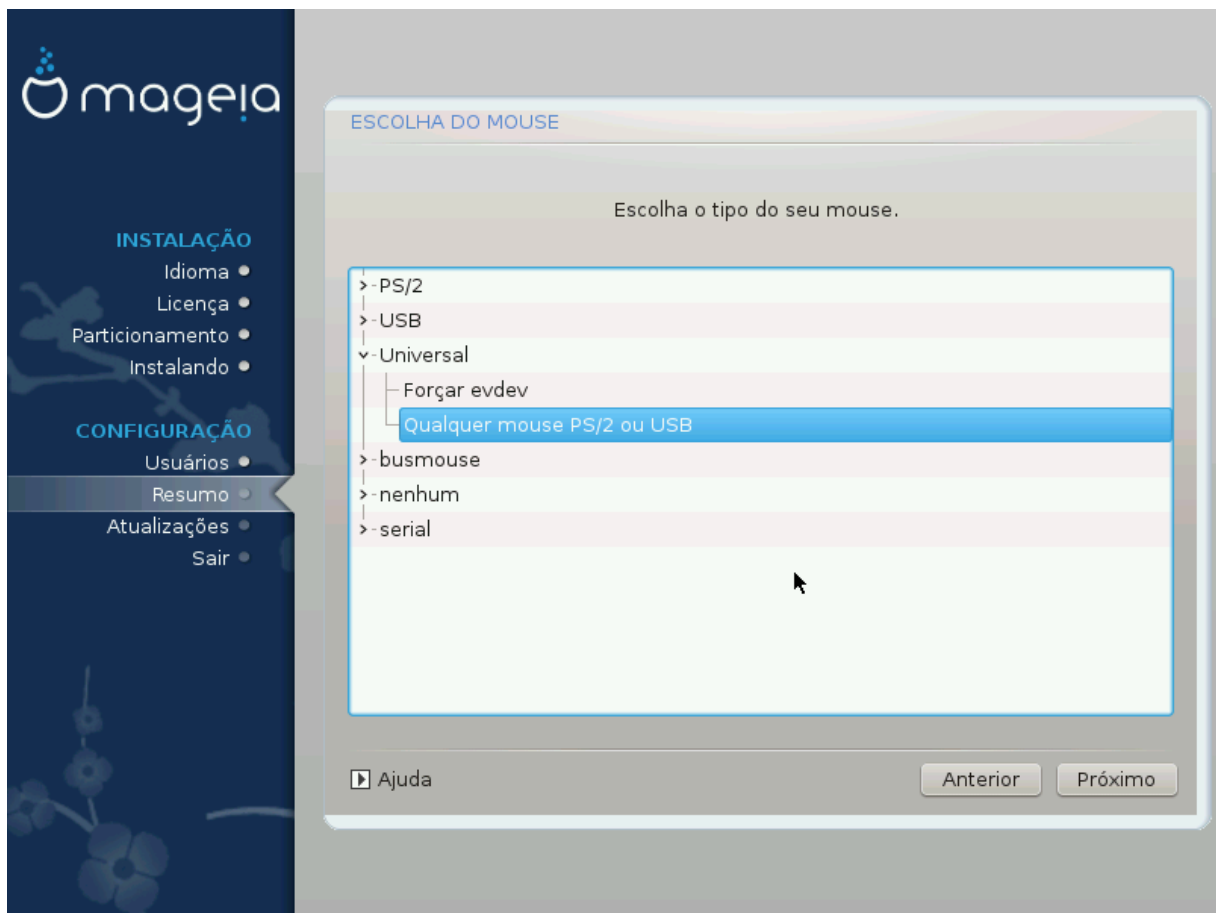 mageia
INSTALAÇÃO
Idioma
Licença
Particionamento
Instalando
CONFIGURAÇÃO
Usuários
Resumo
Atualizações
Sair
ESCOLHA DO MOUSE
Escolha o tipo do seu mouse.
PS/2
USB
Universal
Forçar evdev
Qualquer mouse PS/2 ou USB
busmouse
nenhum
serial
Ajuda
Anterior
Próximo